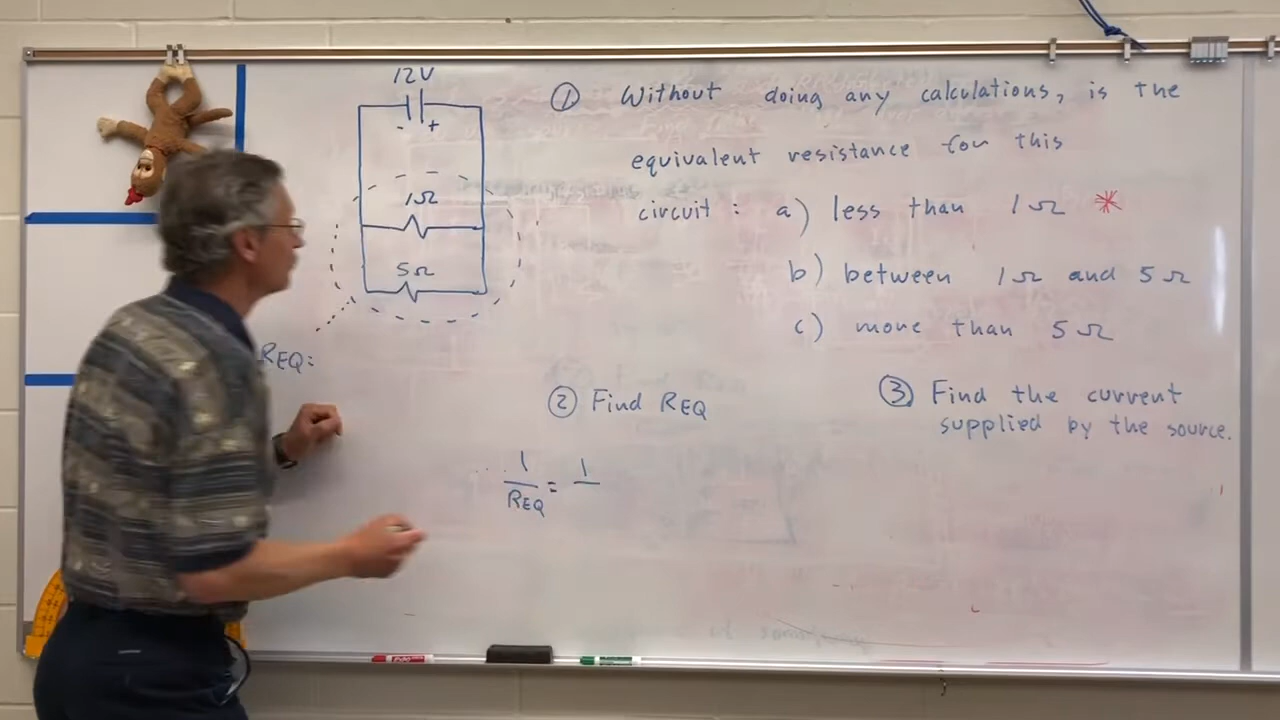 12V
- +
1Ω
5Ω
REQ:
① Without doing any calculations, is the
equivalent resistance for this
circuit : a) less than 1Ω *
b) between 1Ω and 5Ω
c) more than 5Ω
② Find REQ
1
REQ = 1
③ Find the current
supplied by the source.